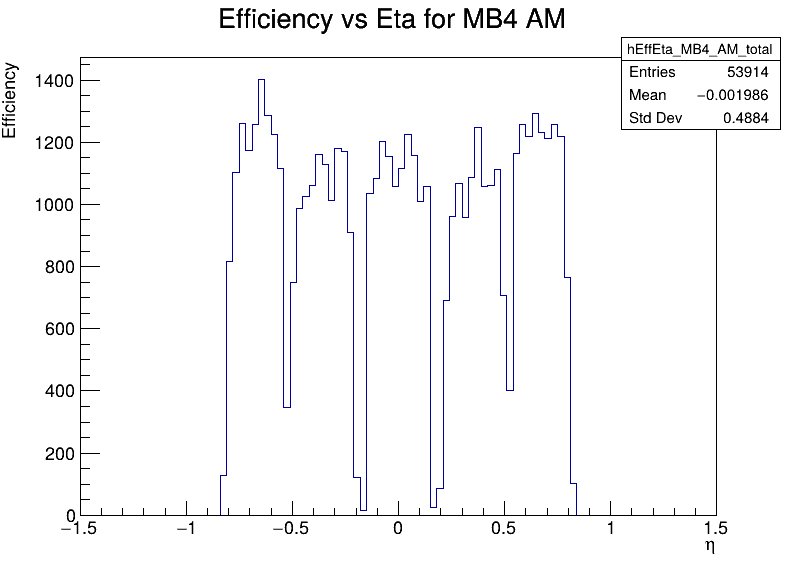 Efficiency vs Eta for MB4 AM
hEffEta_MB4_AM_total
Entries 53914
Mean −0.001986
Std Dev 0.4884
Efficiency
1400
1200
1000
800
600
400
200
0
−1.5 −1 −0.5 0 0.5 1 1.5
η